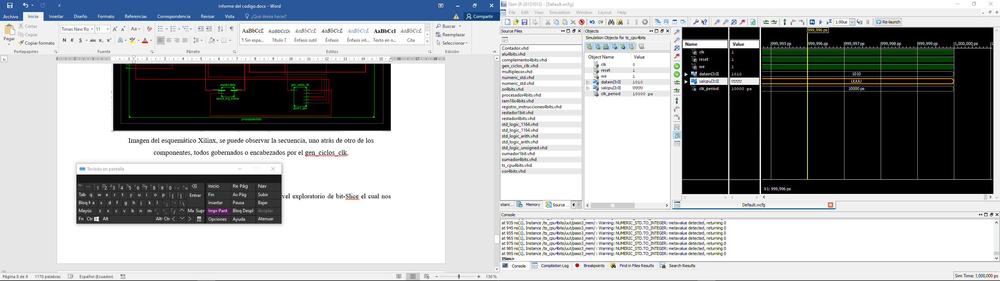 Informe del codigo.docx - Word
Archivo Inicio Insertar Diseño Formato Referencias Correspondencia Revisar Vista ¿Qué desea hacer? Compartir
Pegar
Cortar
Copiar
Copiar formato
Portapapeles
Times New Ro 11
Fuente
Párrafo
AaBbCcD AaBbCcDc AaBbCcD AaBbCcD AaBbCcD AaBbCcI AaBbCcD
¶ Sin espa... Título 7 Énfasis sutil Énfasis Énfasis int... Texto en n... Cita
Estilos
Buscar
Reemplazar
Seleccionar
Edición
registro4bits
paso4_reg_instruc
gen_ciclos_clk
paso1_gen
procesador4bits
Imagen del esquemático Xilinx, se puede observar la secuencia, uno atrás de otro de los
componentes, todos gobernados o encabezados por el gen_ciclos_clk.
Teclado en pantalla
Inicio Re Pág Nav
Tab q w e r t y u i o p Entrar Fin Av Pág Subir
Bloq M a s d f g h j k l Insertar Pausa Bajar
Mayús z x c v b n m Ma Supr Impr Pant Bloq Despl Acoplar
Fn Ctr Alt Alt Ctr Opciones Ayuda Atenuar
vel exploratorio de bit-Slice el cual nos
Página 8 de 9 1170 palabras Español (Ecuador) 130 %
ISim (P.20131013) - [Default.wcfg]
File Edit View Simulation Window Layout Help
1.00us Re-launch
Source Files
Contador.vhd
alu4bits.vhd
complemento4bits.vhd
gen_ciclos_clk.vhd
multiplexor.vhd
numeric_std.vhd
numeric_std.vhd
or4bits.vhd
procesador4bits.vhd
ram16x4bits.vhd
registro_instrucciones4bits.vhd
restador1bit.vhd
restador4bits.vhd
std_logic_1164.vhd
std_logic_1164.vhd
std_logic_arith.vhd
std_logic_arith.vhd
std_logic_unsigned.vhd
sumador1bit.vhd
sumador4bits.vhd
ts_cpu4bits.vhd
xor4bits.vhd
stanc... Memory Source ...
Objects
Simulation Objects for ts_cpu4bits
Object Name Value
clk 0
reset 1
we 1
datain[3:0] 1010
salcpu[3:0] UUUU
clk_period 10000 ps
Name Value
clk 1
reset 1
we 1
datain[3:0] 1010
salcpu[3:0] UUUU
clk_period 10000 ps
999,996 ps
999,995 ps 999,996 ps 999,997 ps 999,998 ps 999,999 ps 1,000,000 ps 1
1010
UUUU
10000 ps
X1: 999,996 ps
Default.wcfg
Console
at 935 ns(1), Instance /ts_cpu4bits/uut/paso3_mem/ : Warning: NUMERIC_STD.TO_INTEGER: metavalue detected, returning 0
at 945 ns(1), Instance /ts_cpu4bits/uut/paso3_mem/ : Warning: NUMERIC_STD.TO_INTEGER: metavalue detected, returning 0
at 955 ns(1), Instance /ts_cpu4bits/uut/paso3_mem/ : Warning: NUMERIC_STD.TO_INTEGER: metavalue detected, returning 0
at 965 ns(1), Instance /ts_cpu4bits/uut/paso3_mem/ : Warning: NUMERIC_STD.TO_INTEGER: metavalue detected, returning 0
at 975 ns(1), Instance /ts_cpu4bits/uut/paso3_mem/ : Warning: NUMERIC_STD.TO_INTEGER: metavalue detected, returning 0
at 985 ns(1), Instance /ts_cpu4bits/uut/paso3_mem/ : Warning: NUMERIC_STD.TO_INTEGER: metavalue detected, returning 0
at 995 ns(1), Instance /ts_cpu4bits/uut/paso3_mem/ : Warning: NUMERIC_STD.TO_INTEGER: metavalue detected, returning 0
ISim>
Console Compilation Log Breakpoints Find in Files Results Search Results
Sim Time: 1,000,000 ps